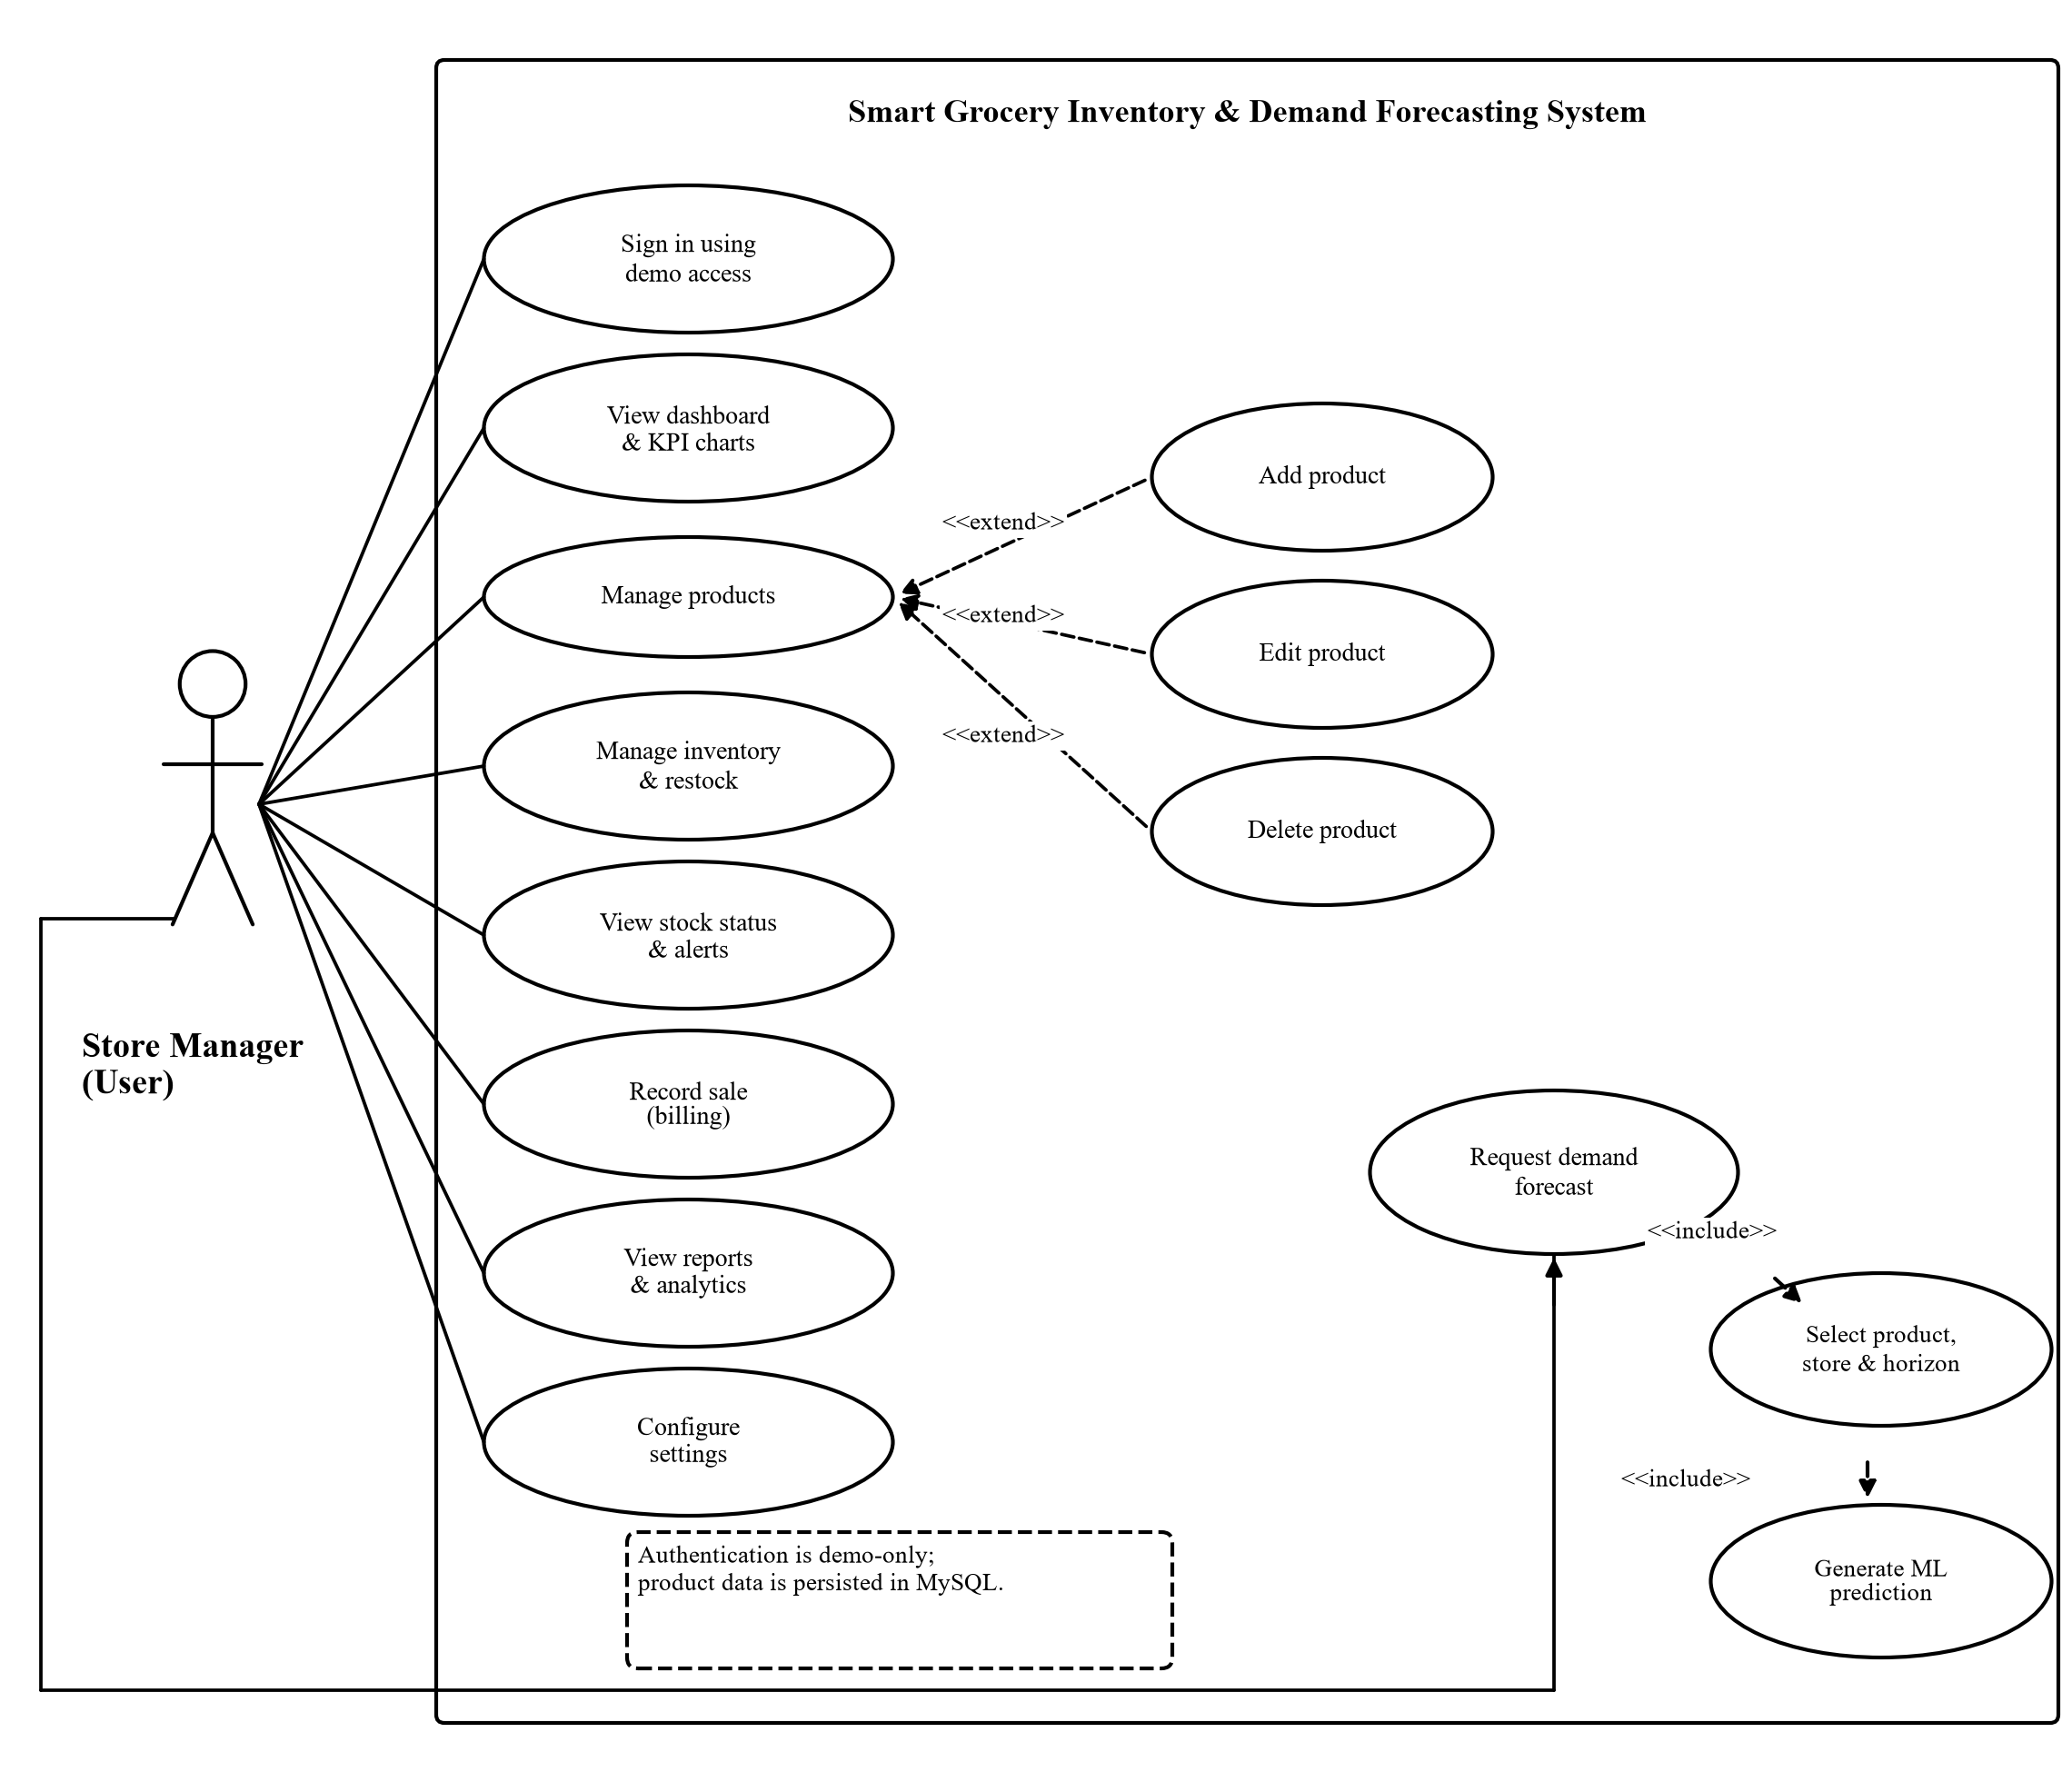 Smart Grocery Inventory & Demand Forecasting System
Sign in using
demo access
View dashboard
& KPI charts
Manage products
Manage inventory
& restock
View stock status
& alerts
Record sale
(billing)
View reports
& analytics
Configure
settings
<<extend>>
<<extend>>
<<extend>>
Add product
Edit product
Delete product
Store Manager
(User)
Request demand
forecast
<<include>>
Select product,
store & horizon
<<include>>
Generate ML
prediction
Authentication is demo-only;
product data is persisted in MySQL.